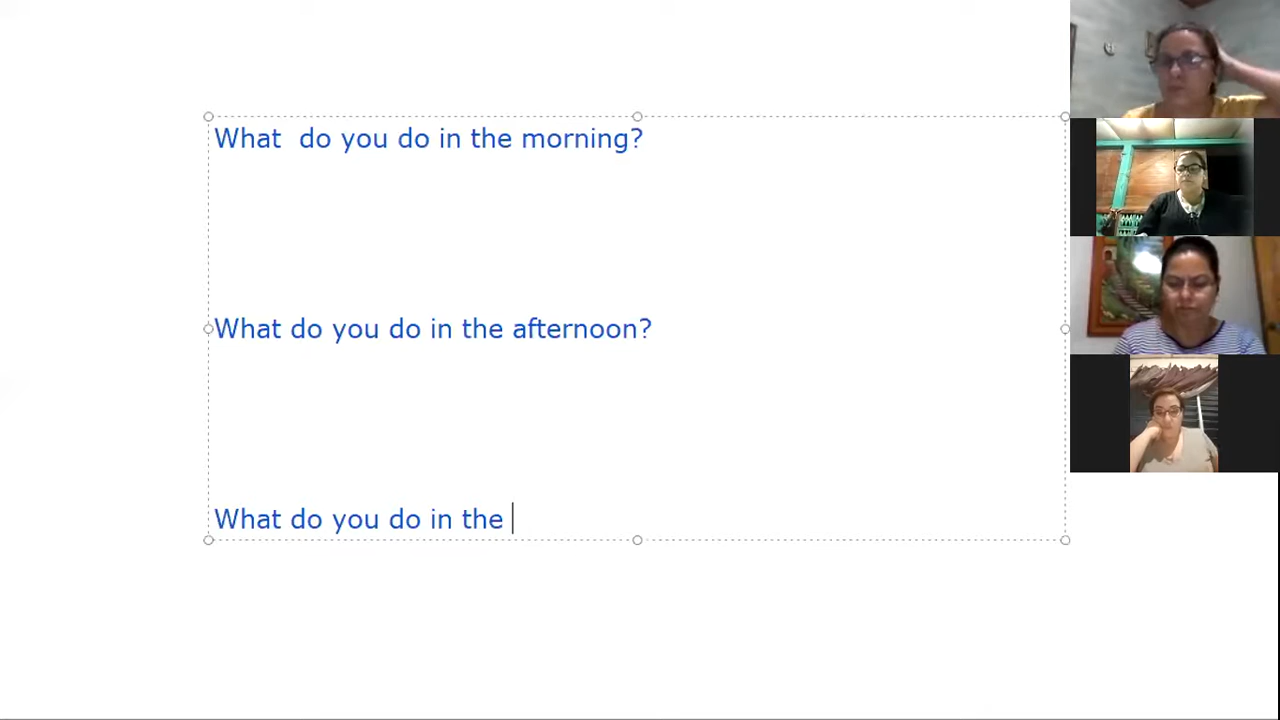 What  do you do in the morning?
What do you do in the afternoon?
What do you do in the